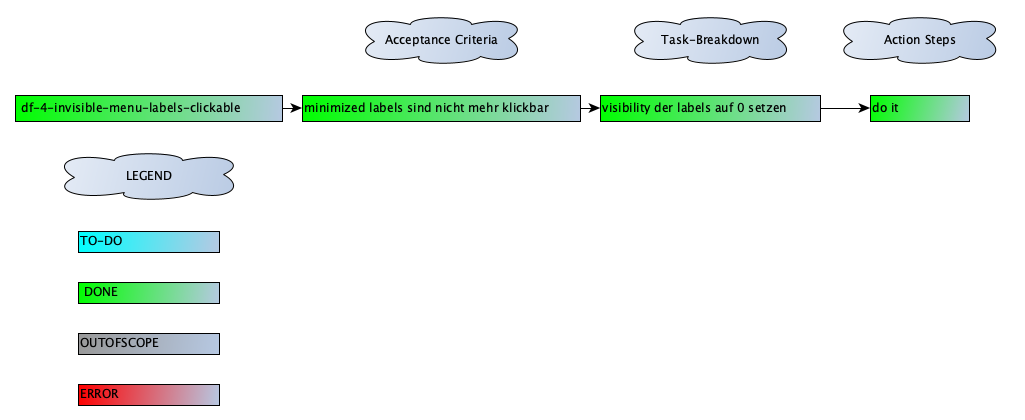 Acceptance Criteria
Task-Breakdown
Action Steps
df-4-invisible-menu-labels-clickable
minimized labels sind nicht mehr klickbar
visibility der labels auf 0 setzen
do it
LEGEND
TO-DO
DONE
OUTOFSCOPE
ERROR